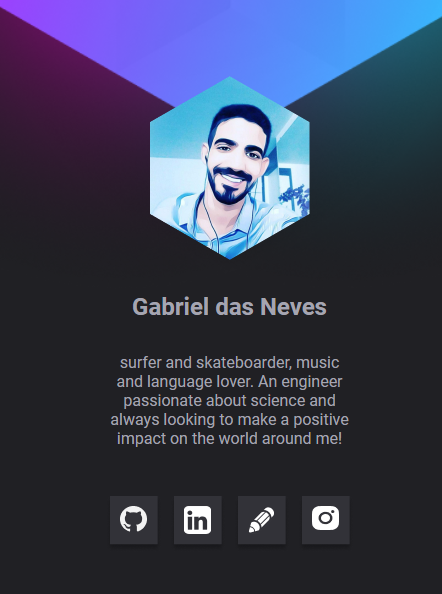 Gabriel das Neves
surfer and skateboarder, music
and language lover. An engineer
passionate about science and
always looking to make a positive
impact on the world around me!
in